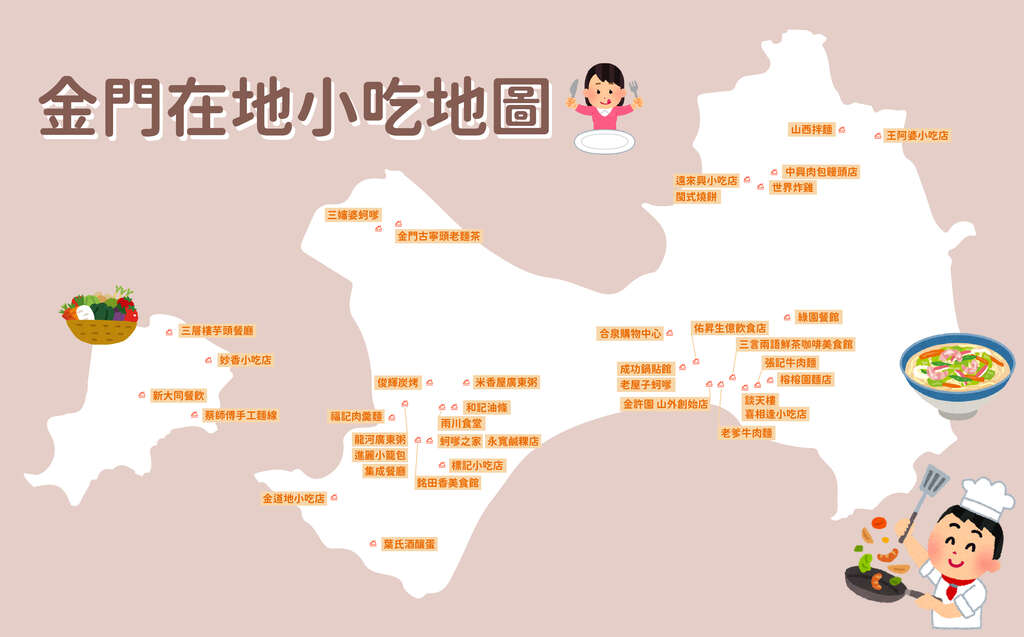 金門在地小吃地圖
山西拌麵
王阿婆小吃店
遠來興小吃店
閩式燒餅
中興肉包饅頭店
世界炸雞
三嬸婆蚵嗲
金門古寧頭老麵茶
三層樓芋頭餐廳
妙香小吃店
新大同餐飲
蔡師傅手工麵線
合泉購物中心
佑昇生億飲食店
綠園餐館
三言兩語鮮茶咖啡美食館
成功鍋貼館
老屋子蚵嗲
張記牛肉麵
榕榕園麵店
金許園 山外創始店
談天樓
喜相逢小吃店
老爹牛肉麵
俊輝炭烤
米香屋廣東粥
福記肉羹麵
和記油條
雨川食堂
龍河廣東粥
進麗小籠包
集成餐廳
蚵嗲之家
永寬鹹粿店
標記小吃店
銘田香美食館
金道地小吃店
葉氏酒釀蛋